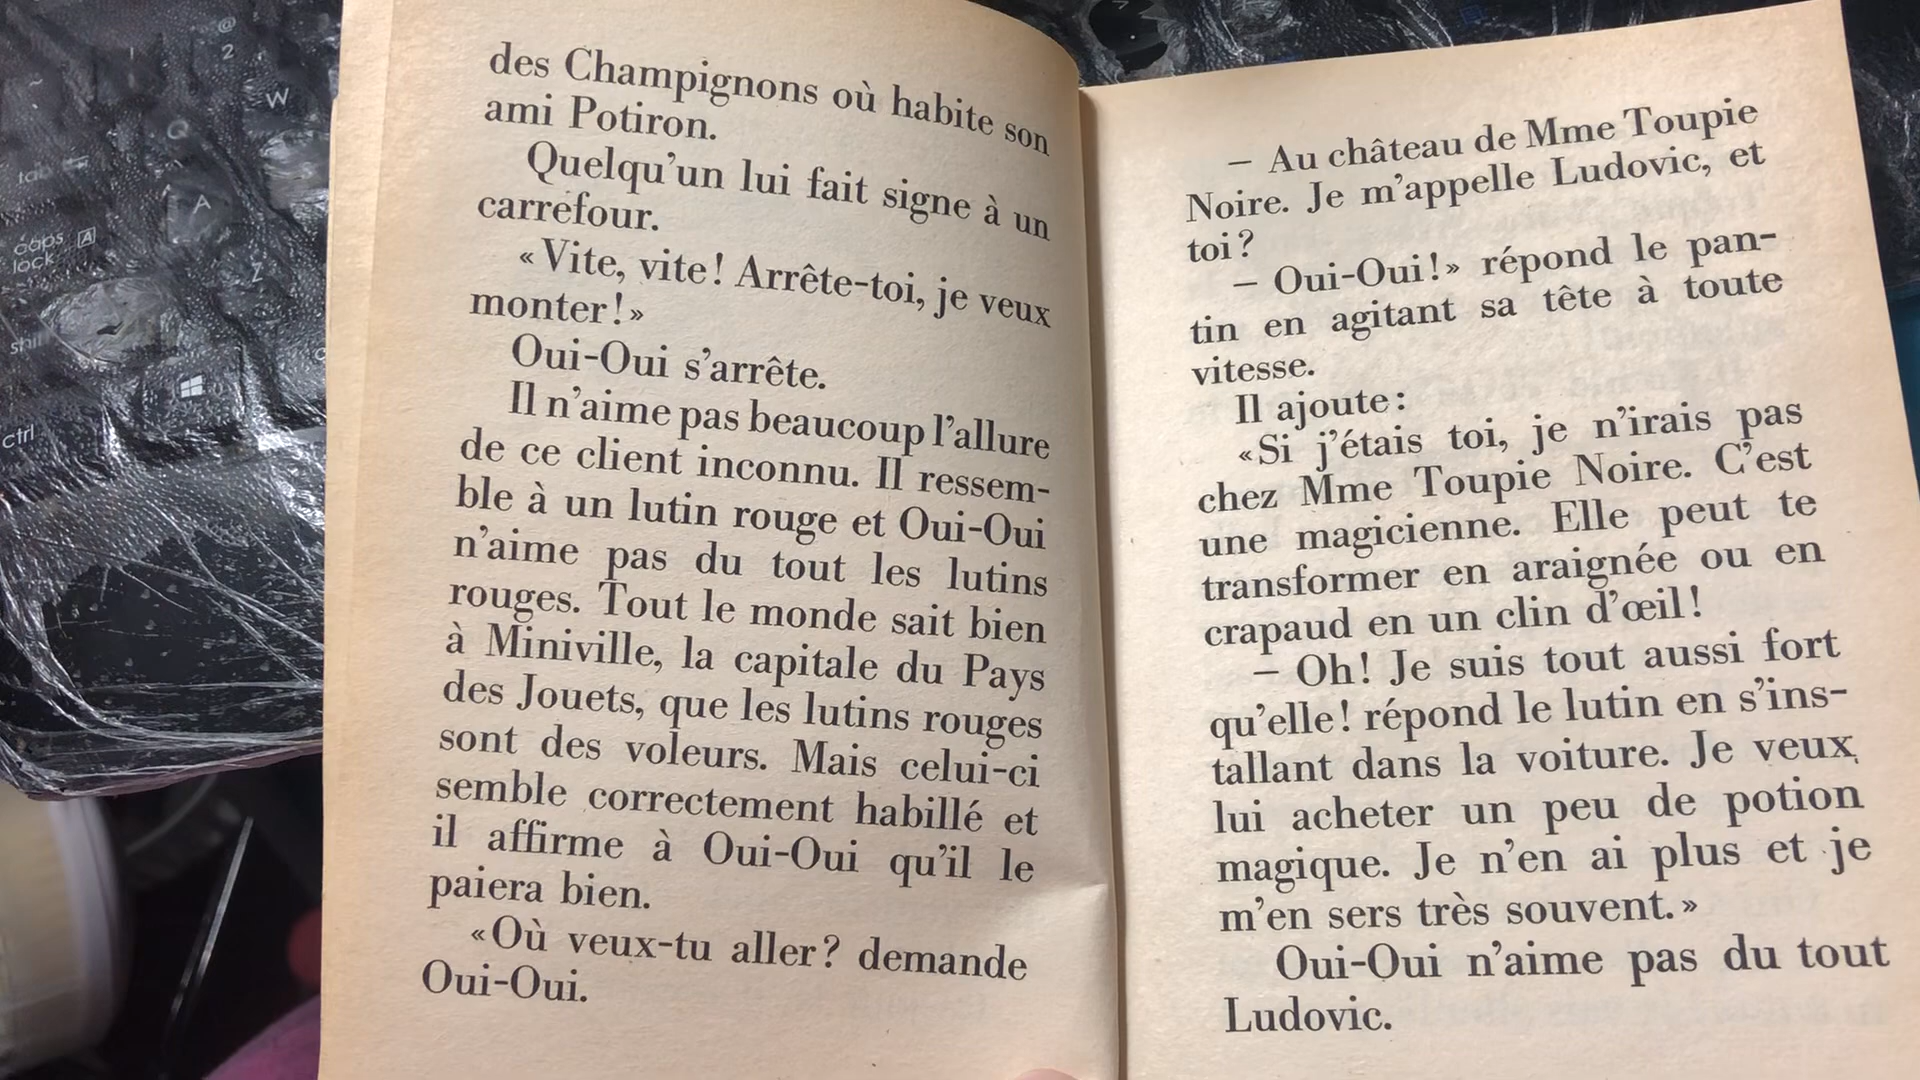 des Champignons où habite son
ami Potiron.
Quelqu'un lui fait signe à un
carrefour.
«Vite, vite! Arrête-toi, je veux
monter!»
Oui-Oui s'arrête.
Il n'aime pas beaucoup l'allure
de ce client inconnu. Il ressem-
ble à un lutin rouge et Oui-Oui
n'aime pas du tout les lutins
rouges. Tout le monde sait bien
à Miniville, la capitale du Pays
des Jouets, que les lutins rouges
sont des voleurs. Mais celui-ci
semble correctement habillé et
il affirme à Oui-Oui qu'il le
paiera bien.
«Où veux-tu aller? demande
Oui-Oui.
– Au château de Mme Toupie
Noire. Je m'appelle Ludovic, et
toi?
– Oui-Oui!» répond le pan-
tin en agitant sa tête à toute
vitesse.
Il ajoute:
«Si j'étais toi, je n'irais pas
chez Mme Toupie Noire. C'est
une magicienne. Elle peut te
transformer en araignée ou en
crapaud en un clin d'œil!
– Oh! Je suis tout aussi fort
qu'elle! répond le lutin en s'ins-
tallant dans la voiture. Je veux
lui acheter un peu de potion
magique. Je n'en ai plus et je
m'en sers très souvent.»
Oui-Oui n'aime pas du tout
Ludovic.
@
2
W
Q
tab
A
caps
lock
A
Z
shif
ctrl